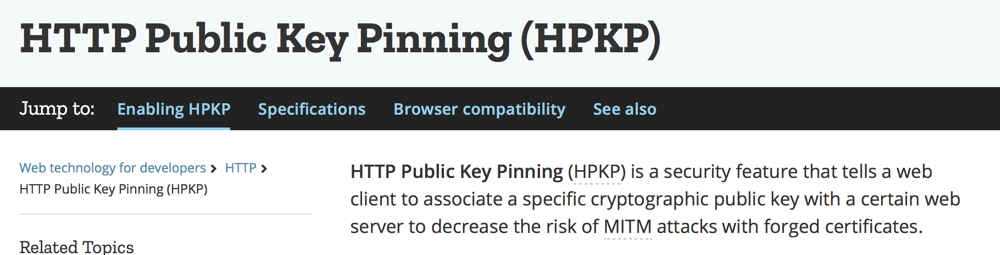 HTTP Public Key Pinning (HPKP)
Jump to: Enabling HPKP Specifications Browser compatibility See also
Web technology for developers > HTTP >
HTTP Public Key Pinning (HPKP)
Related Topics
HTTP Public Key Pinning (HPKP) is a security feature that tells a web
client to associate a specific cryptographic public key with a certain web
server to decrease the risk of MITM attacks with forged certificates.